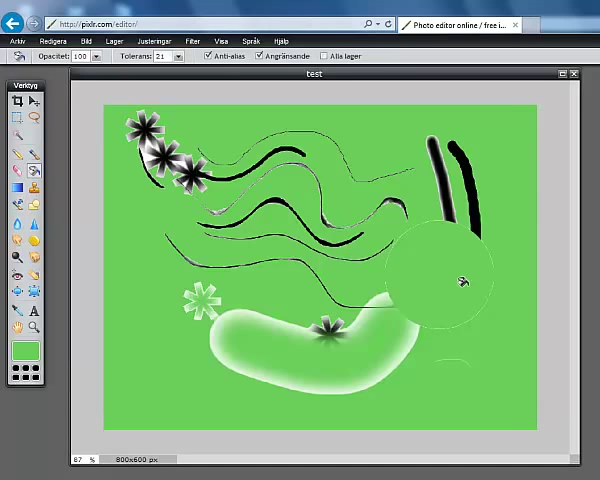 http://pixlr.com/editor/
Photo editor online / free i...
Arkiv Redigera Bild Lager Justeringar Filter Visa Språk Hjälp
Opacitet: 100 Tolerans: 21 Anti-alias Angränsande Alla lager
Verktyg
test
A
87 % 800x600 px